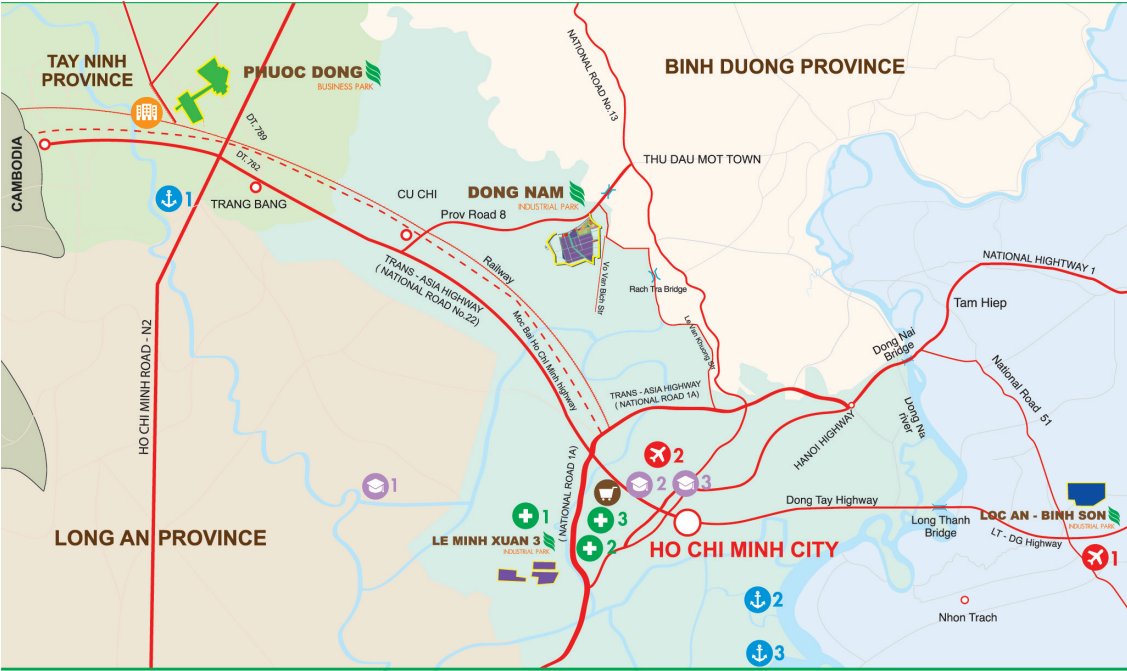 TAY NINH
PROVINCE
PHUOC DONG
BUSINESS PARK
BINH DUONG PROVINCE
NATIONAL ROAD No.13
CAMBODIA
DT. 789
DT. 782
THU DAU MOT TOWN
1
TRANG BANG
CU CHI
DONG NAM
INDUSTRIAL PARK
Prov Road 8
Railway
TRANS - ASIA HIGHWAY
( NATIONAL ROAD No.22)
Vo Van Bich Str
Rach Tra Bridge
NATIONAL HIGHTWAY 1
Tam Hiep
HO CHI MINH ROAD - N2
Moc Bai Ho Chi Minh highway
Le Van Khuong Str
Dong Nai
Bridge
TRANS - ASIA HIGHWAY
( NATIONAL ROAD 1A)
National Road 51
Dong Na
river
HANOI HIGHWAY
( NATIONAL ROAD 1A)
2
1
2
3
Dong Tay Highway
LOC AN - BINH SON
INDUSTRIAL PARK
1
3
Long Thanh
Bridge
LONG AN PROVINCE
LE MINH XUAN 3
INDUSTRIAL PARK
2
HO CHI MINH CITY
LT - DG Highway
1
2
Nhon Trach
3